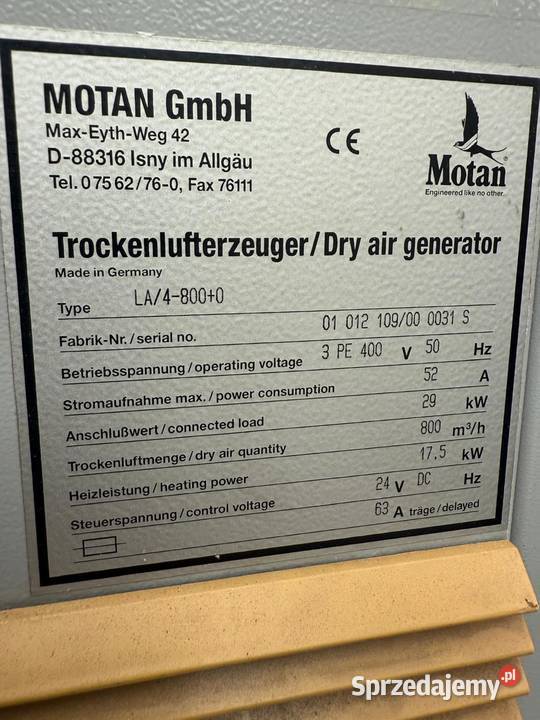 MOTAN GmbH
Max-Eyth-Weg 42
D-88316 Isny im Allgäu
Tel. 0 75 62/76-0, Fax 76111
CE
Motan®
Engineered like no other.
Trockenlufterzeuger/Dry air generator
Made in Germany
Type LA/4-800+0
Fabrik-Nr./serial no. 01 012 109/00 0031 S
Betriebsspannung/operating voltage 3 PE 400 V 50 Hz
Stromaufnahme max./power consumption 52 A
Anschlußwert/connected load 29 kW
Trockenluftmenge/dry air quantity 800 m³/h
Heizleistung/heating power 17,5 kW
Steuerspannung/control voltage 24 V DC Hz
63 A träge/delayed
Sprzedajemy.pl